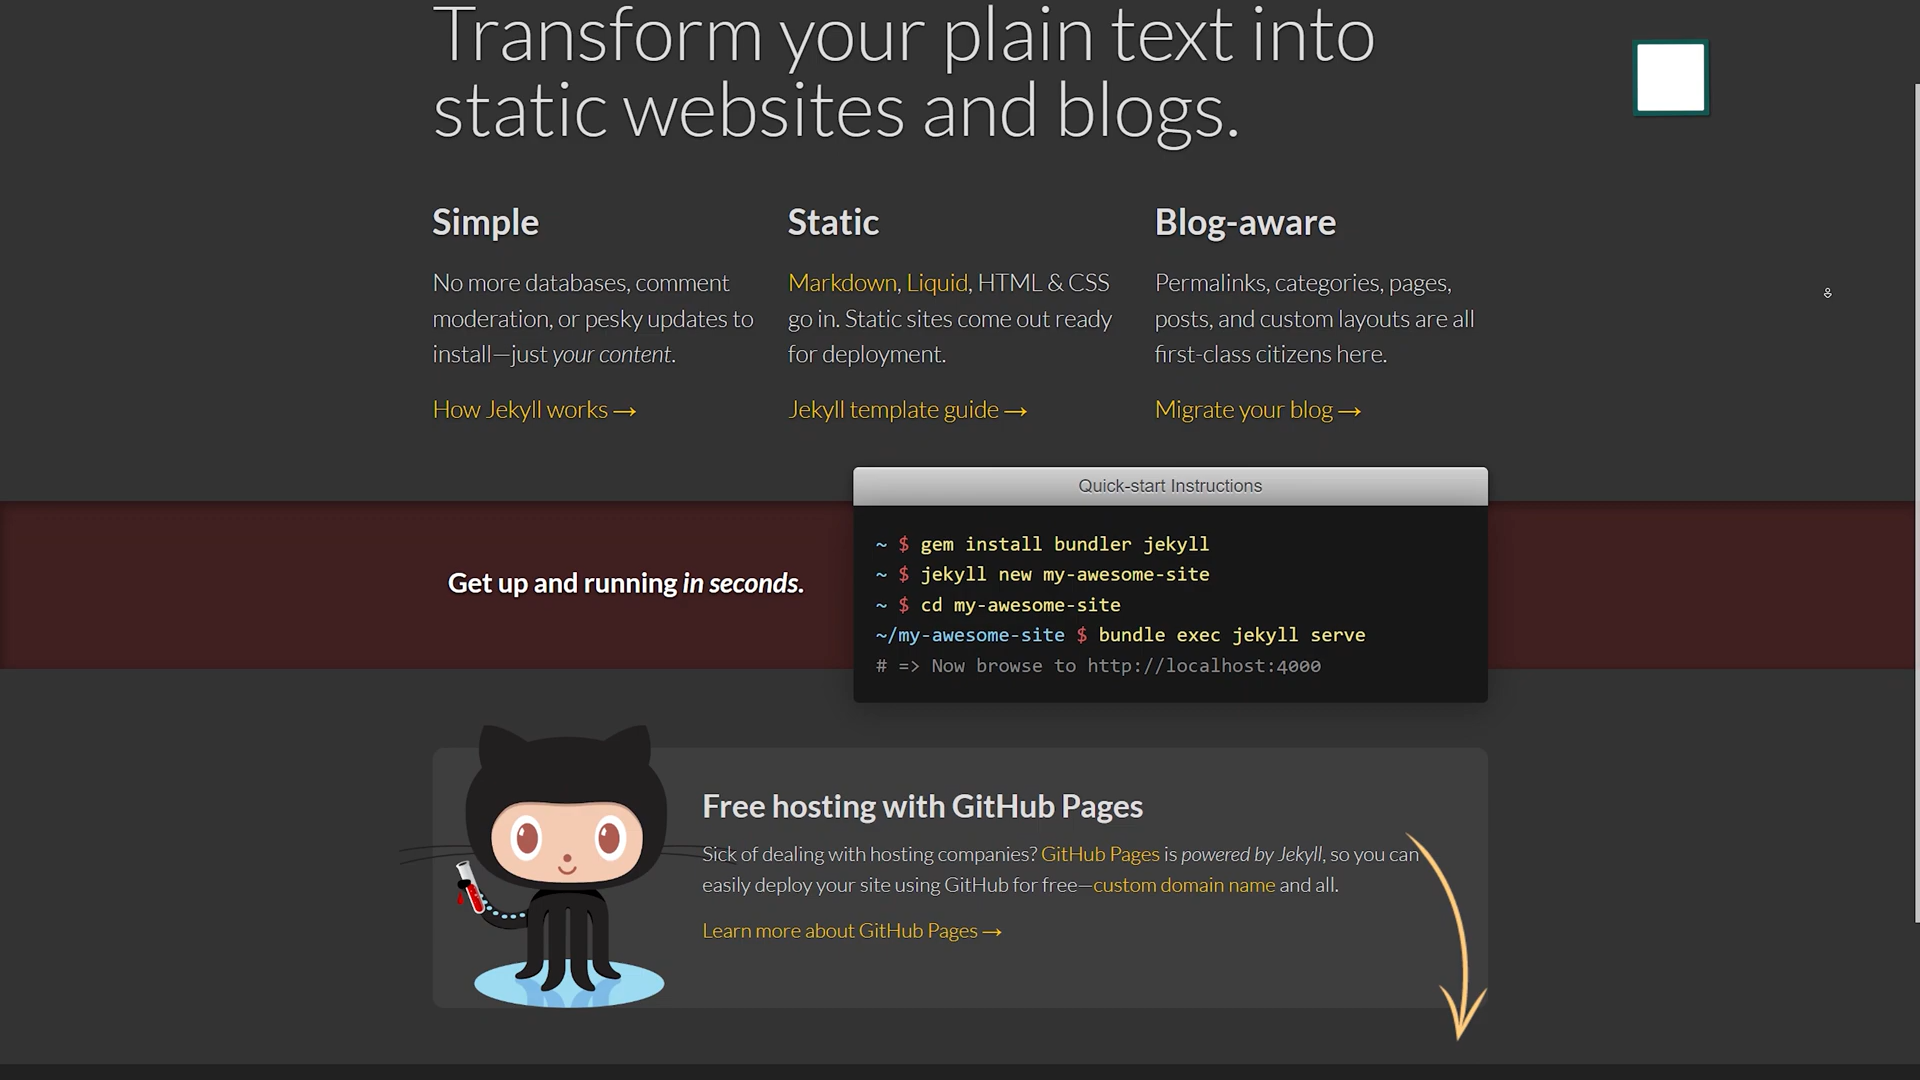 Transform your plain text into
static websites and blogs.
Simple
No more databases, comment
moderation, or pesky updates to
install—just your content.
How Jekyll works →
Static
Markdown, Liquid, HTML & CSS
go in. Static sites come out ready
for deployment.
Jekyll template guide →
Blog-aware
Permalinks, categories, pages,
posts, and custom layouts are all
first-class citizens here.
Migrate your blog →
Get up and running in seconds.
Quick-start Instructions
~ $ gem install bundler jekyll
~ $ jekyll new my-awesome-site
~ $ cd my-awesome-site
~/my-awesome-site $ bundle exec jekyll serve
# => Now browse to http://localhost:4000
Free hosting with GitHub Pages
Sick of dealing with hosting companies? GitHub Pages is powered by Jekyll, so you can
easily deploy your site using GitHub for free—custom domain name and all.
Learn more about GitHub Pages →